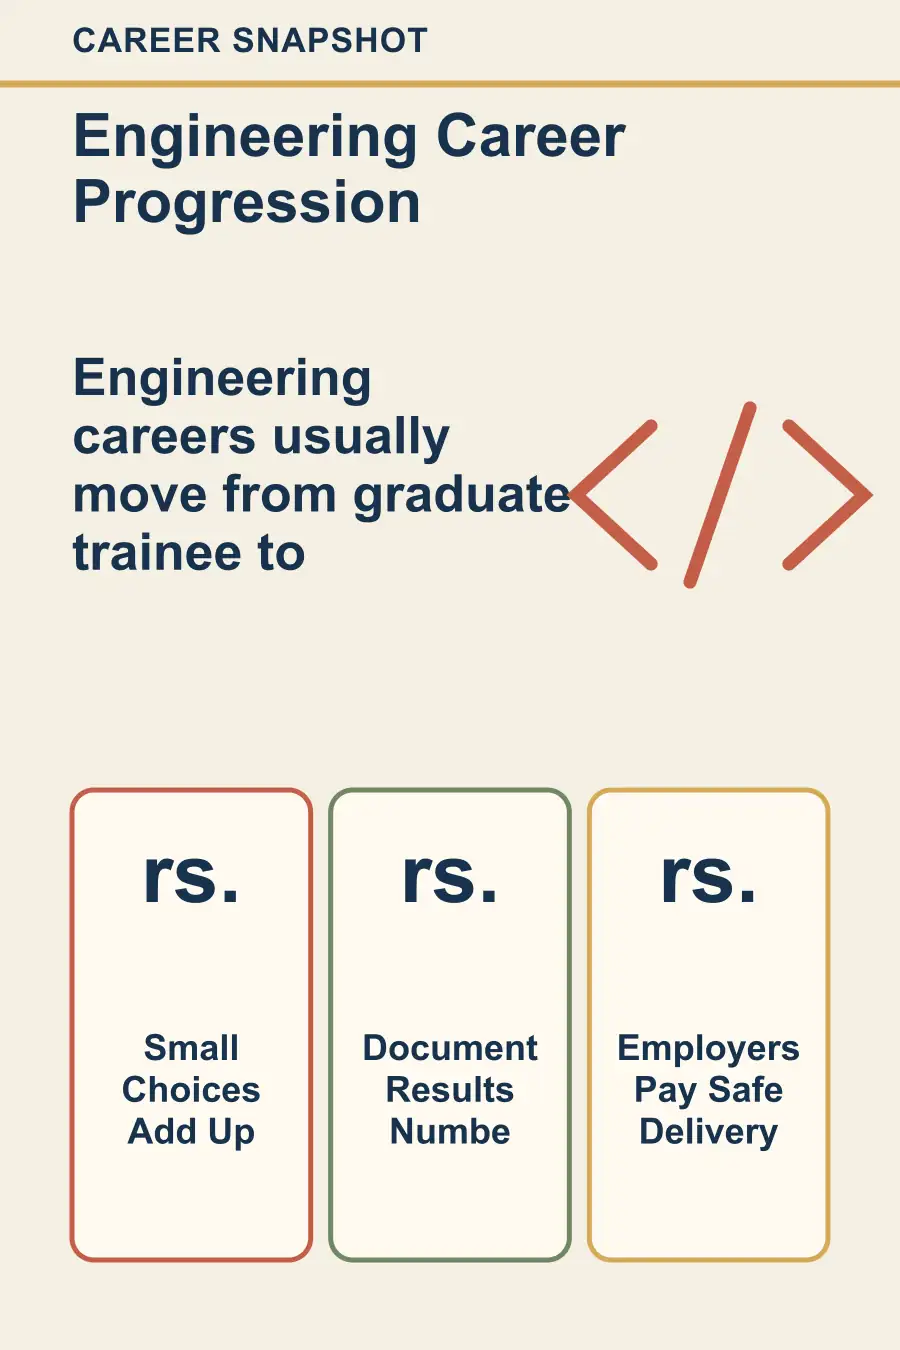 CAREER SNAPSHOT
Engineering Career
Progression
Engineering
careers usually
move from graduate
trainee to
</>
rs.
Small
Choices
Add Up
rs.
Document
Results
Numbe
rs.
Employers
Pay Safe
Delivery